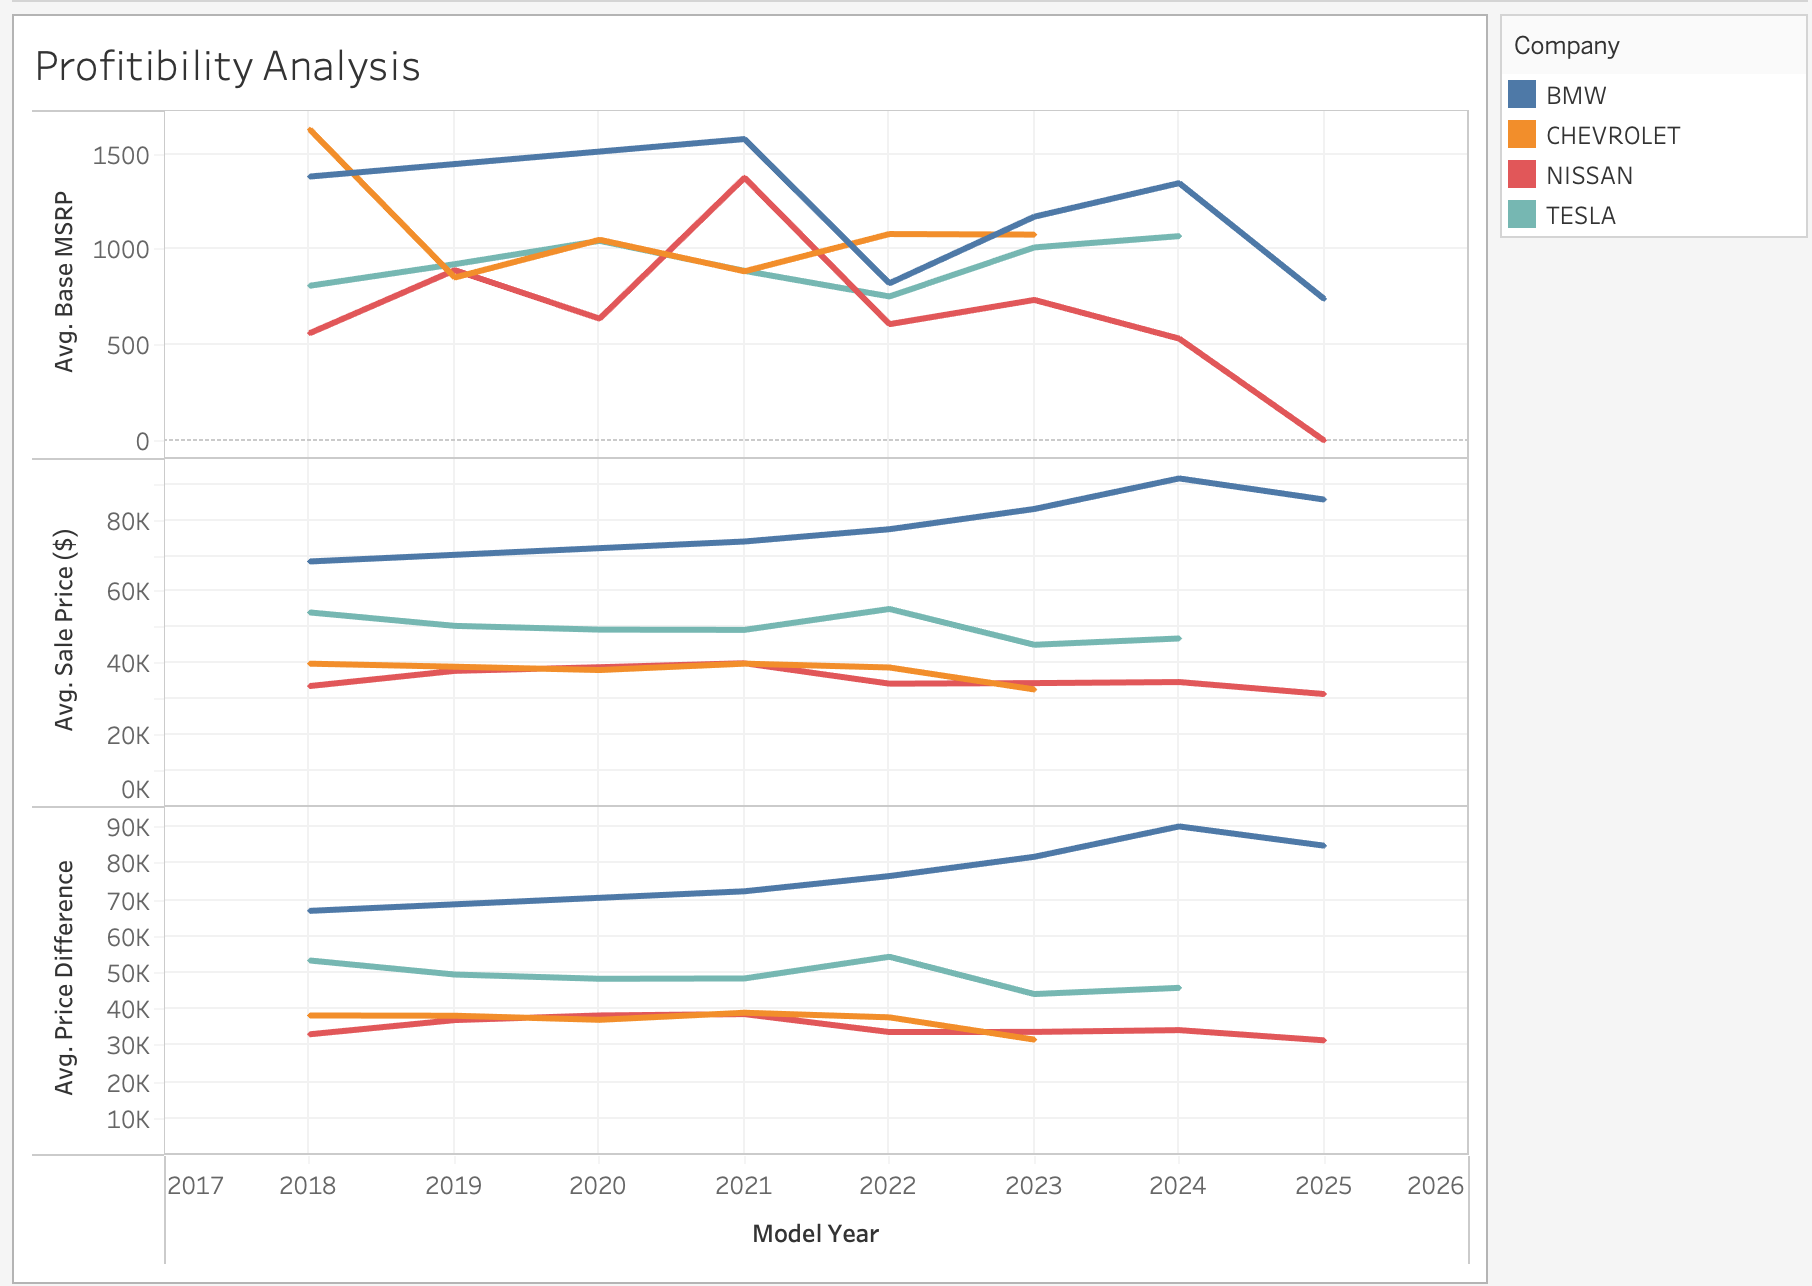 Profitibility Analysis
Company
BMW
CHEVROLET
NISSAN
TESLA
Avg. Base MSRP
1500
1000
500
0
Avg. Sale Price ($)
80K
60K
40K
20K
0K
Avg. Price Difference
90K
80K
70K
60K
50K
40K
30K
20K
10K
2017 2018 2019 2020 2021 2022 2023 2024 2025 2026
Model Year